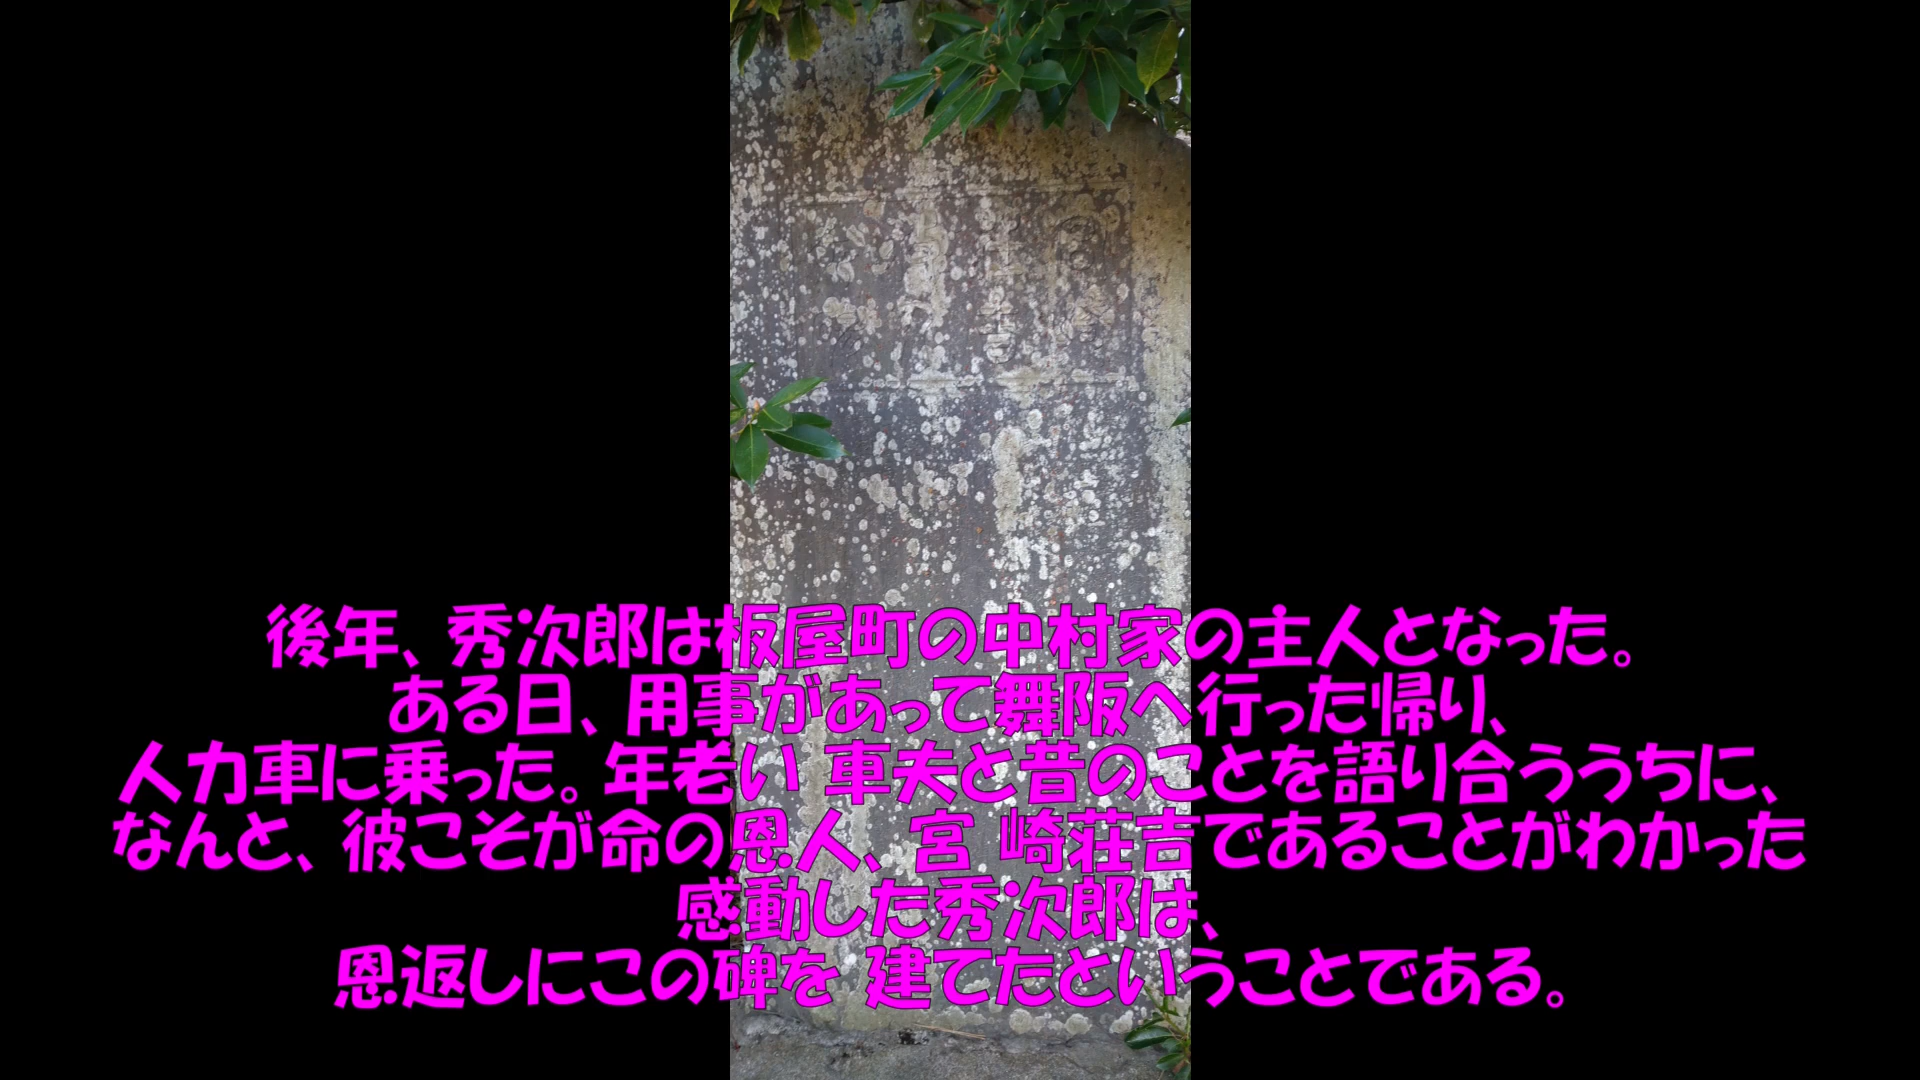 後年、秀次郎は板屋町の中村家の主人となった。
ある日、用事があって舞阪へ行った帰り、
人力車に乗った。年老い 車夫と昔のことを語り合ううちに、
なんと、彼こそが命の恩人、宮 崎荘吉であることがわかった
感動した秀次郎は、
恩返しにこの碑を 建てたということである。